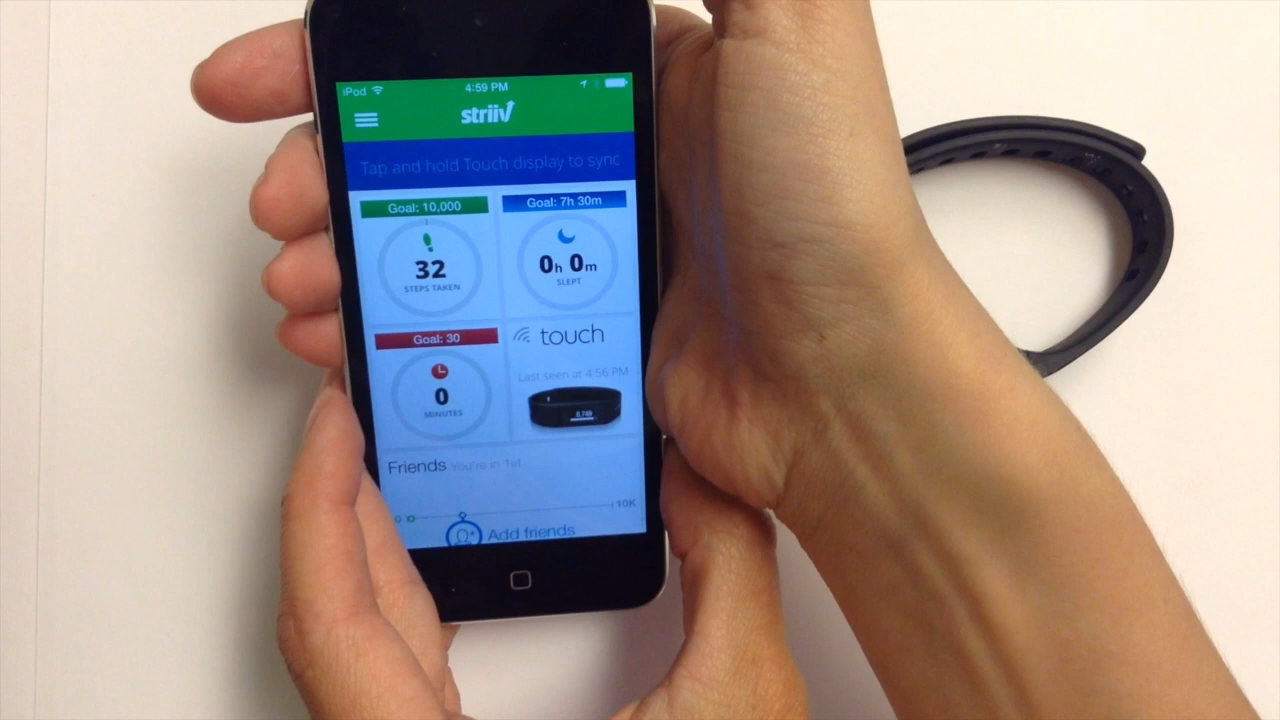 iPod 4:59 PM
striiv
Tap and hold Touch display to sync
Goal: 10,000
32
STEPS TAKEN
Goal: 7h 30m
0h 0m
SLEPT
Goal: 30
0
MINUTES
touch
Last seen at 4:56 PM
Friends You're in 1st
0 10K
Add friends